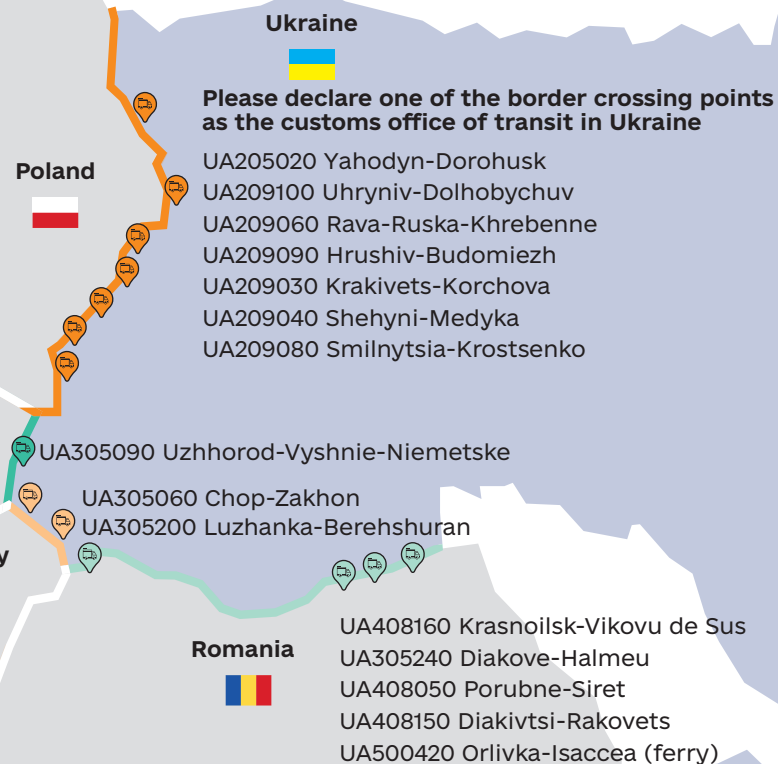 Ukraine
Please declare one of the border crossing points
as the customs office of transit in Ukraine
Poland
UA205020 Yahodyn-Dorohusk
UA209100 Uhryniv-Dolhobychuv
UA209060 Rava-Ruska-Khrebenne
UA209090 Hrushiv-Budomiezh
UA209030 Krakivets-Korchova
UA209040 Shehyni-Medyka
UA209080 Smilnytsia-Krostsenko
UA305090 Uzhhorod-Vyshnie-Niemetske
UA305060 Chop-Zakhon
UA305200 Luzhanka-Berehshuran
y
Romania
UA408160 Krasnoilsk-Vikovu de Sus
UA305240 Diakove-Halmeu
UA408050 Porubne-Siret
UA408150 Diakivtsi-Rakovets
UA500420 Orlivka-Isaccea (ferry)